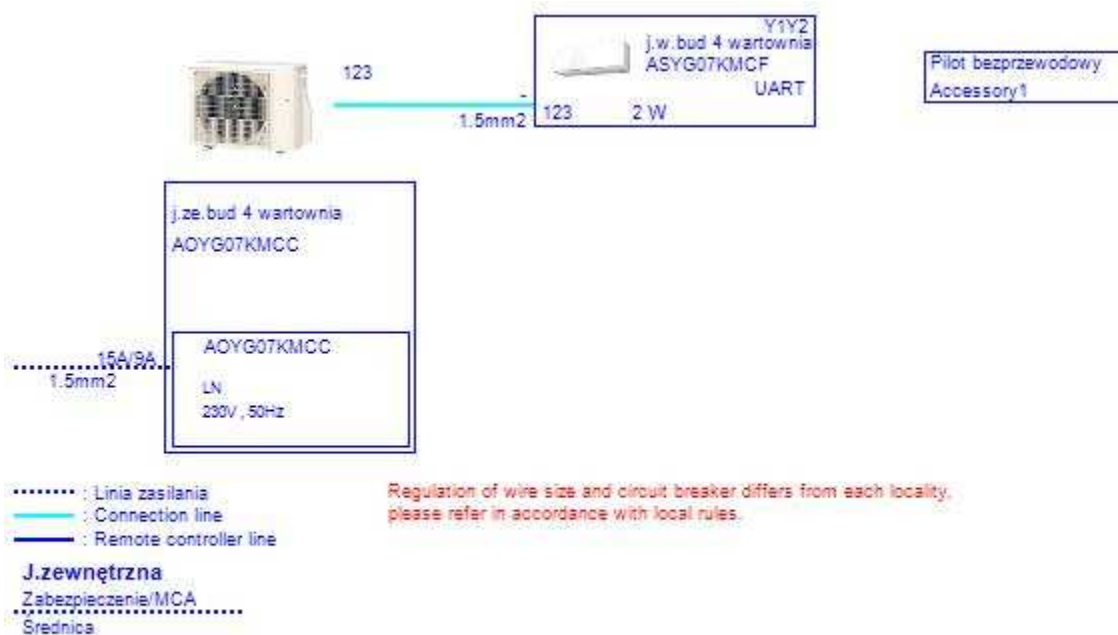 Y1Y2
j.w.bud 4 wartownia
ASYG07KMCF
UART
123
-
1.5mm2
123
2 W
Pilot bezprzewodowy
Accessory1
j.ze.bud 4 wartownia
AOYG07KMCC
15A/9A
1.5mm2
AOYG07KMCC
LN
230V , 50Hz
: Linia zasilania
: Connection line
: Remote controller line
Regulation of wire size and circuit breaker differs from each locality,
please refer in accordance with local rules.
J.zewnętrzna
Zabezpieczenie/MCA
Średnica